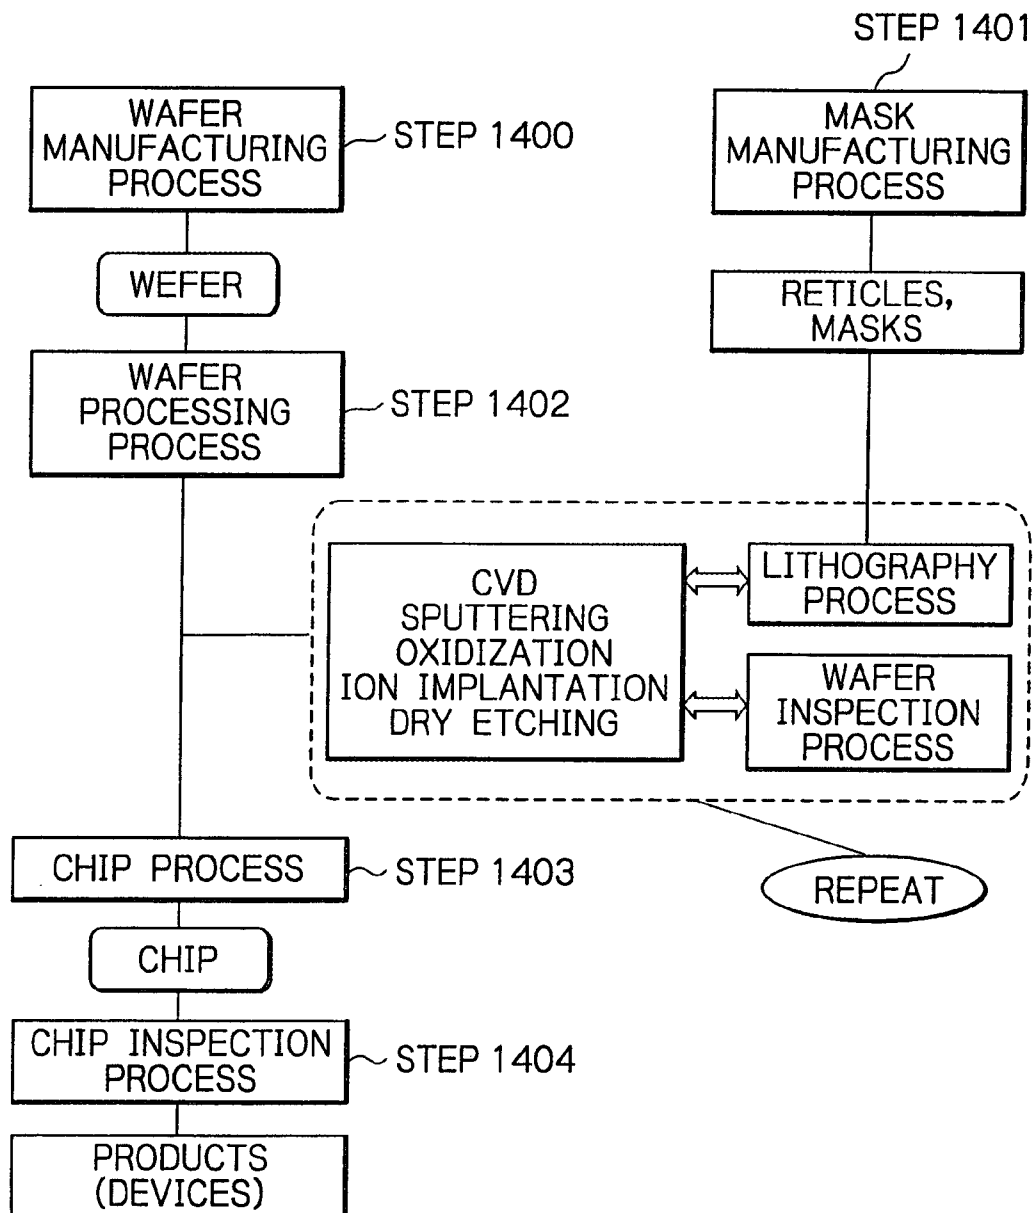 STEP 1401
WAFER
MANUFACTURING
PROCESS
STEP 1400
MASK
MANUFACTURING
PROCESS
WEFER
RETICLES,
MASKS
WAFER
PROCESSING
PROCESS
STEP 1402
CVD
SPUTTERING
OXIDIZATION
ION IMPLANTATION
DRY ETCHING
LITHOGRAPHY
PROCESS
WAFER
INSPECTION
PROCESS
CHIP PROCESS
STEP 1403
REPEAT
CHIP
CHIP INSPECTION
PROCESS
STEP 1404
PRODUCTS
(DEVICES)